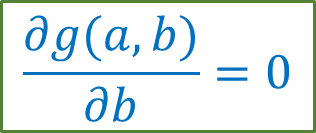 ∂g(a, b)/∂b = 0